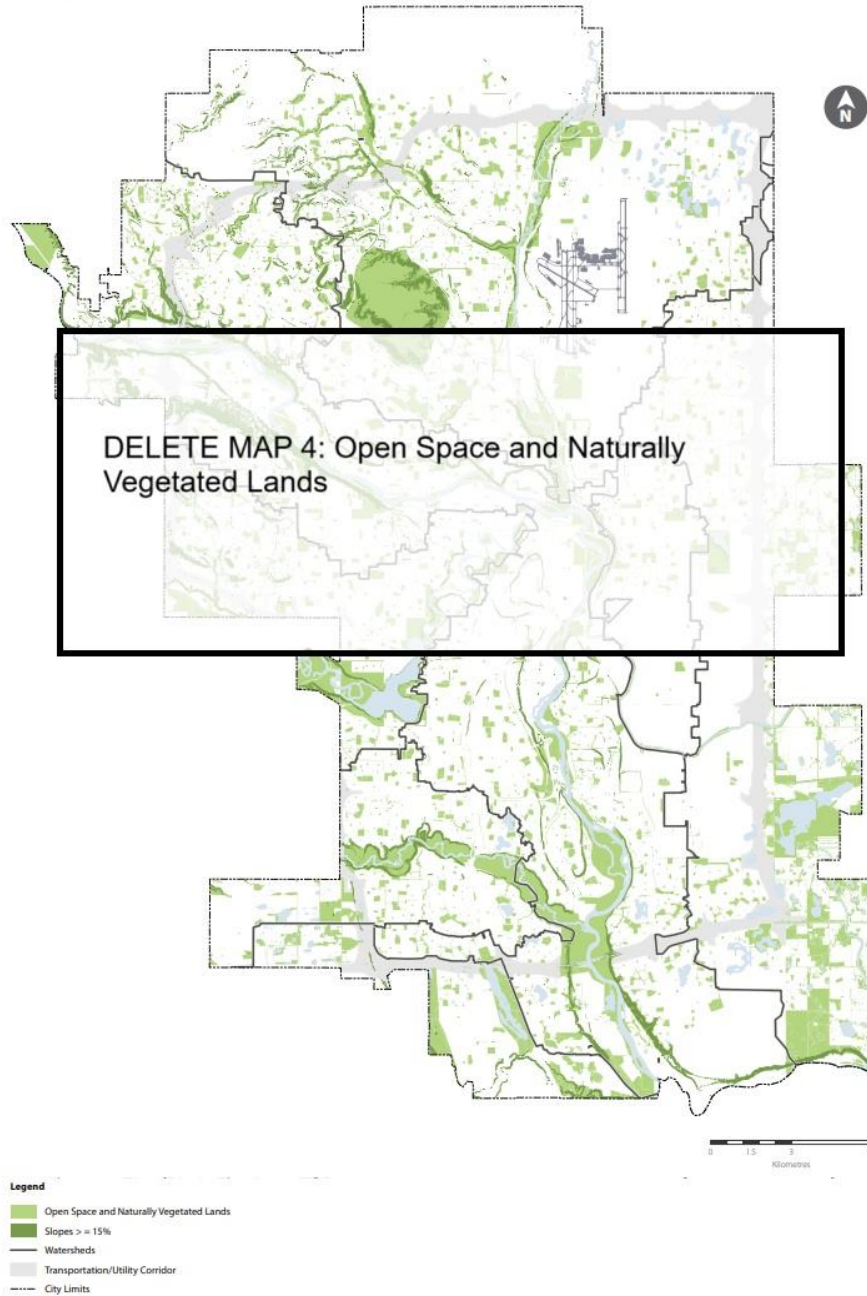 N
DELETE MAP 4: Open Space and Naturally
Vegetated Lands
0 1.5 3
Kilometres
Legend
Open Space and Naturally Vegetated Lands
Slopes > = 15%
Watersheds
Transportation/Utility Corridor
City Limits